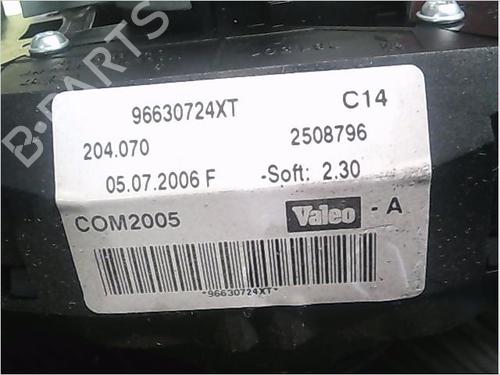 96630724XT C14
204.070 2508796
05.07.2006 F -Soft: 2.30
COM2005 Valeo - A
*96630724XT*
B-PARTS